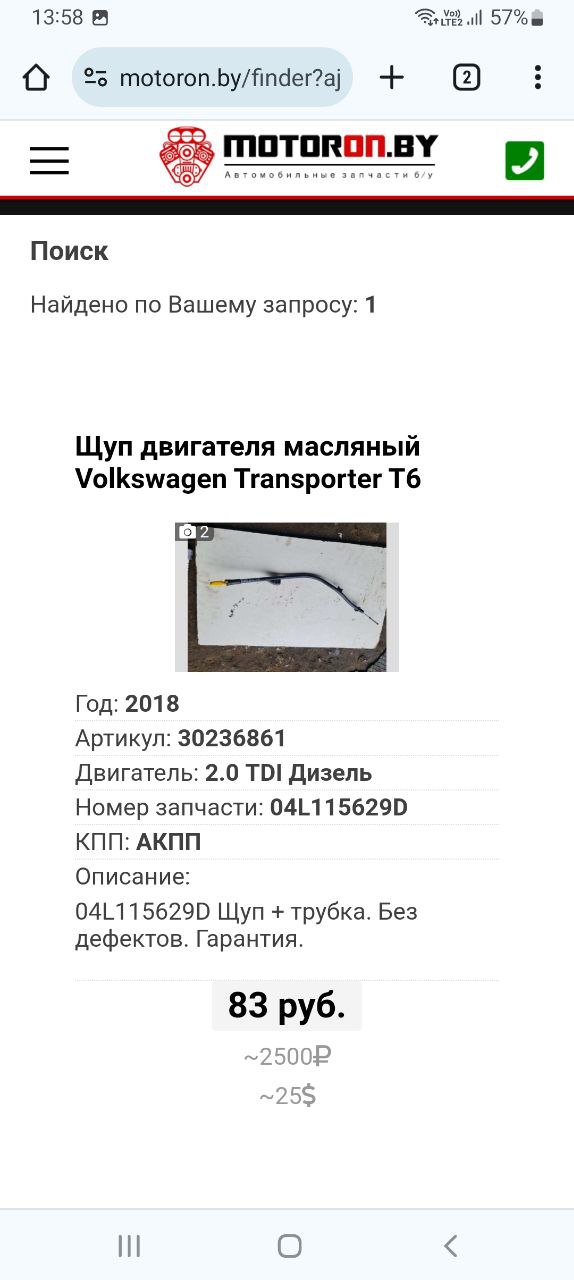 13:58
Vo)) LTE2 57%
motoron.by/finder?aj
2
MOTORON.BY
Автомобильные запчасти б/у
Поиск
Найдено по Вашему запросу: 1
Щуп двигателя масляный
Volkswagen Transporter T6
2
Год: 2018
Артикул: 30236861
Двигатель: 2.0 TDI Дизель
Номер запчасти: 04L115629D
КПП: АКПП
Описание:
04L115629D Щуп + трубка. Без
дефектов. Гарантия.
83 руб.
~2500₽
~25$